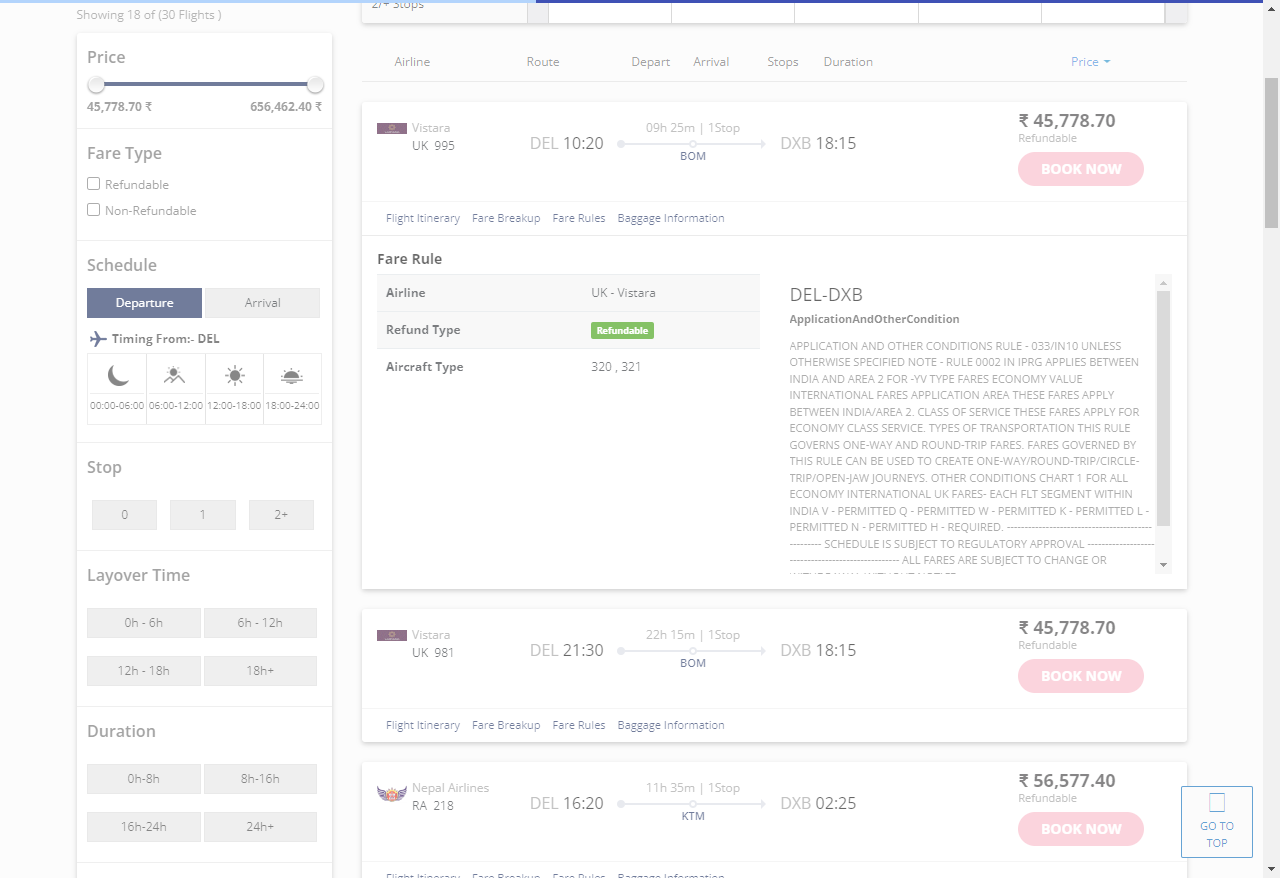 2/+ Stops
Showing 18 of (30 Flights )
Price
45,778.70 ₹ 656,462.40 ₹
Fare Type
Refundable
Non-Refundable
Schedule
Departure Arrival
Timing From:- DEL
00:00-06:00 06:00-12:00 12:00-18:00 18:00-24:00
Stop
0 1 2+
Layover Time
0h - 6h 6h - 12h
12h - 18h 18h+
Duration
0h-8h 8h-16h
16h-24h 24h+
Airline Route Depart Arrival Stops Duration Price
Vistara
UK 995
DEL 10:20
09h 25m | 1Stop
BOM
DXB 18:15
₹ 45,778.70
Refundable
BOOK NOW
Flight Itinerary Fare Breakup Fare Rules Baggage Information
Fare Rule
Airline UK - Vistara
Refund Type Refundable
Aircraft Type 320 , 321
DEL-DXB
ApplicationAndOtherCondition
APPLICATION AND OTHER CONDITIONS RULE - 033/IN10 UNLESS
OTHERWISE SPECIFIED NOTE - RULE 0002 IN IPRG APPLIES BETWEEN
INDIA AND AREA 2 FOR -YV TYPE FARES ECONOMY VALUE
INTERNATIONAL FARES APPLICATION AREA THESE FARES APPLY
BETWEEN INDIA/AREA 2. CLASS OF SERVICE THESE FARES APPLY FOR
ECONOMY CLASS SERVICE. TYPES OF TRANSPORTATION THIS RULE
GOVERNS ONE-WAY AND ROUND-TRIP FARES. FARES GOVERNED BY
THIS RULE CAN BE USED TO CREATE ONE-WAY/ROUND-TRIP/CIRCLE-
TRIP/OPEN-JAW JOURNEYS. OTHER CONDITIONS CHART 1 FOR ALL
ECONOMY INTERNATIONAL UK FARES- EACH FLT SEGMENT WITHIN
INDIA V - PERMITTED Q - PERMITTED W - PERMITTED K - PERMITTED L -
PERMITTED N - PERMITTED H - REQUIRED. -----------------------------------------
--------- SCHEDULE IS SUBJECT TO REGULATORY APPROVAL -------------------
------------------------------- ALL FARES ARE SUBJECT TO CHANGE OR
Vistara
UK 981
DEL 21:30
22h 15m | 1Stop
BOM
DXB 18:15
₹ 45,778.70
Refundable
BOOK NOW
Flight Itinerary Fare Breakup Fare Rules Baggage Information
Nepal Airlines
RA 218
DEL 16:20
11h 35m | 1Stop
KTM
DXB 02:25
₹ 56,577.40
Refundable
BOOK NOW
Flight Itinerary Fare Breakup Fare Rules Baggage Information
GO TO
TOP